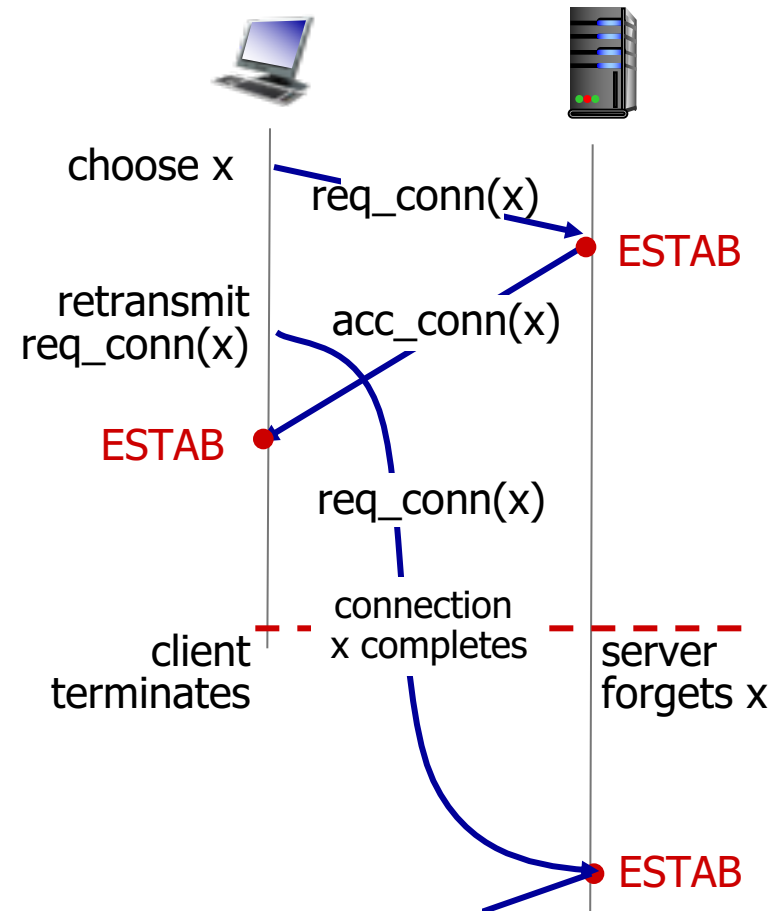 choose x
req_conn(x)
ESTAB
retransmit
req_conn(x)
acc_conn(x)
ESTAB
req_conn(x)
connection
x completes
client
terminates
server
forgets x
ESTAB